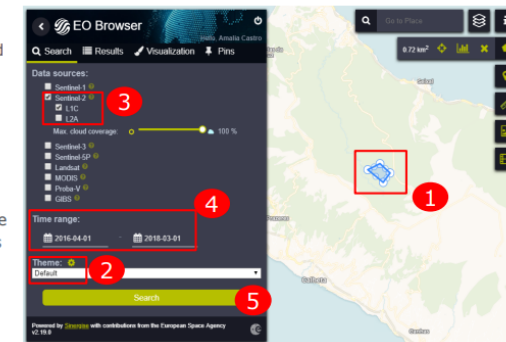 EO Browser
Hello, Amalia Castro
Search Results Visualization Pins
Data sources:
Sentinel-1
Sentinel-2
L1C
L2A
Max. cloud coverage: 100 %
Sentinel-3
Sentinel-5P
Landsat
MODIS
Proba-V
GIBS
3
Time range:
4
2016-04-01 - 2018-03-01
Theme:
2
Default
Search
5
Powered by Sinergise with contributions from the European Space Agency
v2.19.0
Go to Place
0.72 km²
1